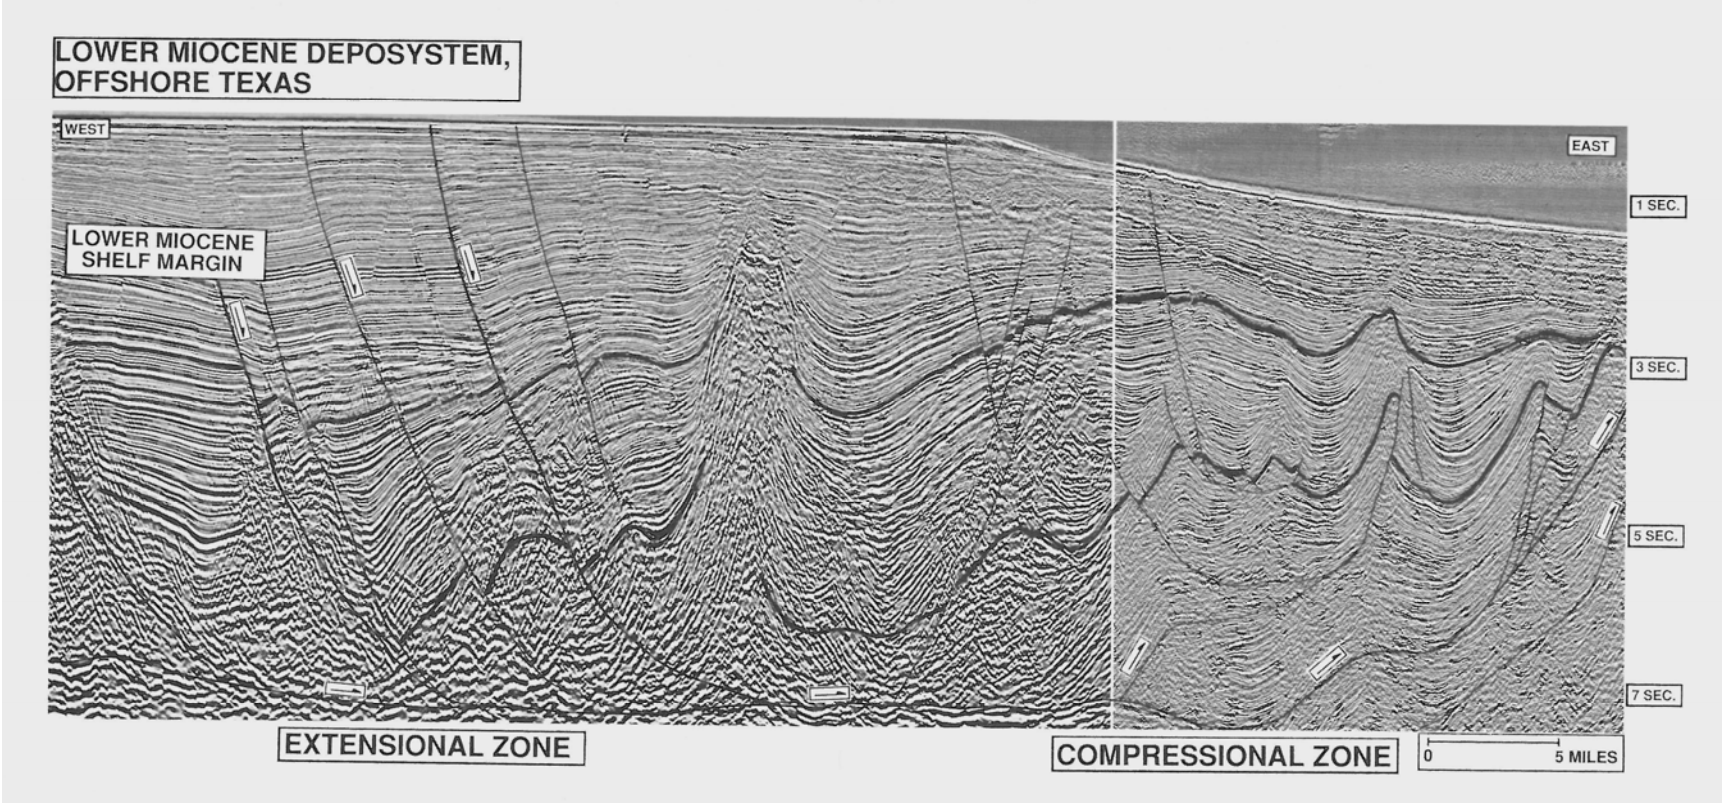 LOWER MIOCENE DEPOSYSTEM,
OFFSHORE TEXAS
WEST
EAST
1 SEC.
LOWER MIOCENE
SHELF MARGIN
3 SEC.
5 SEC.
7 SEC.
EXTENSIONAL ZONE
COMPRESSIONAL ZONE
0 5 MILES